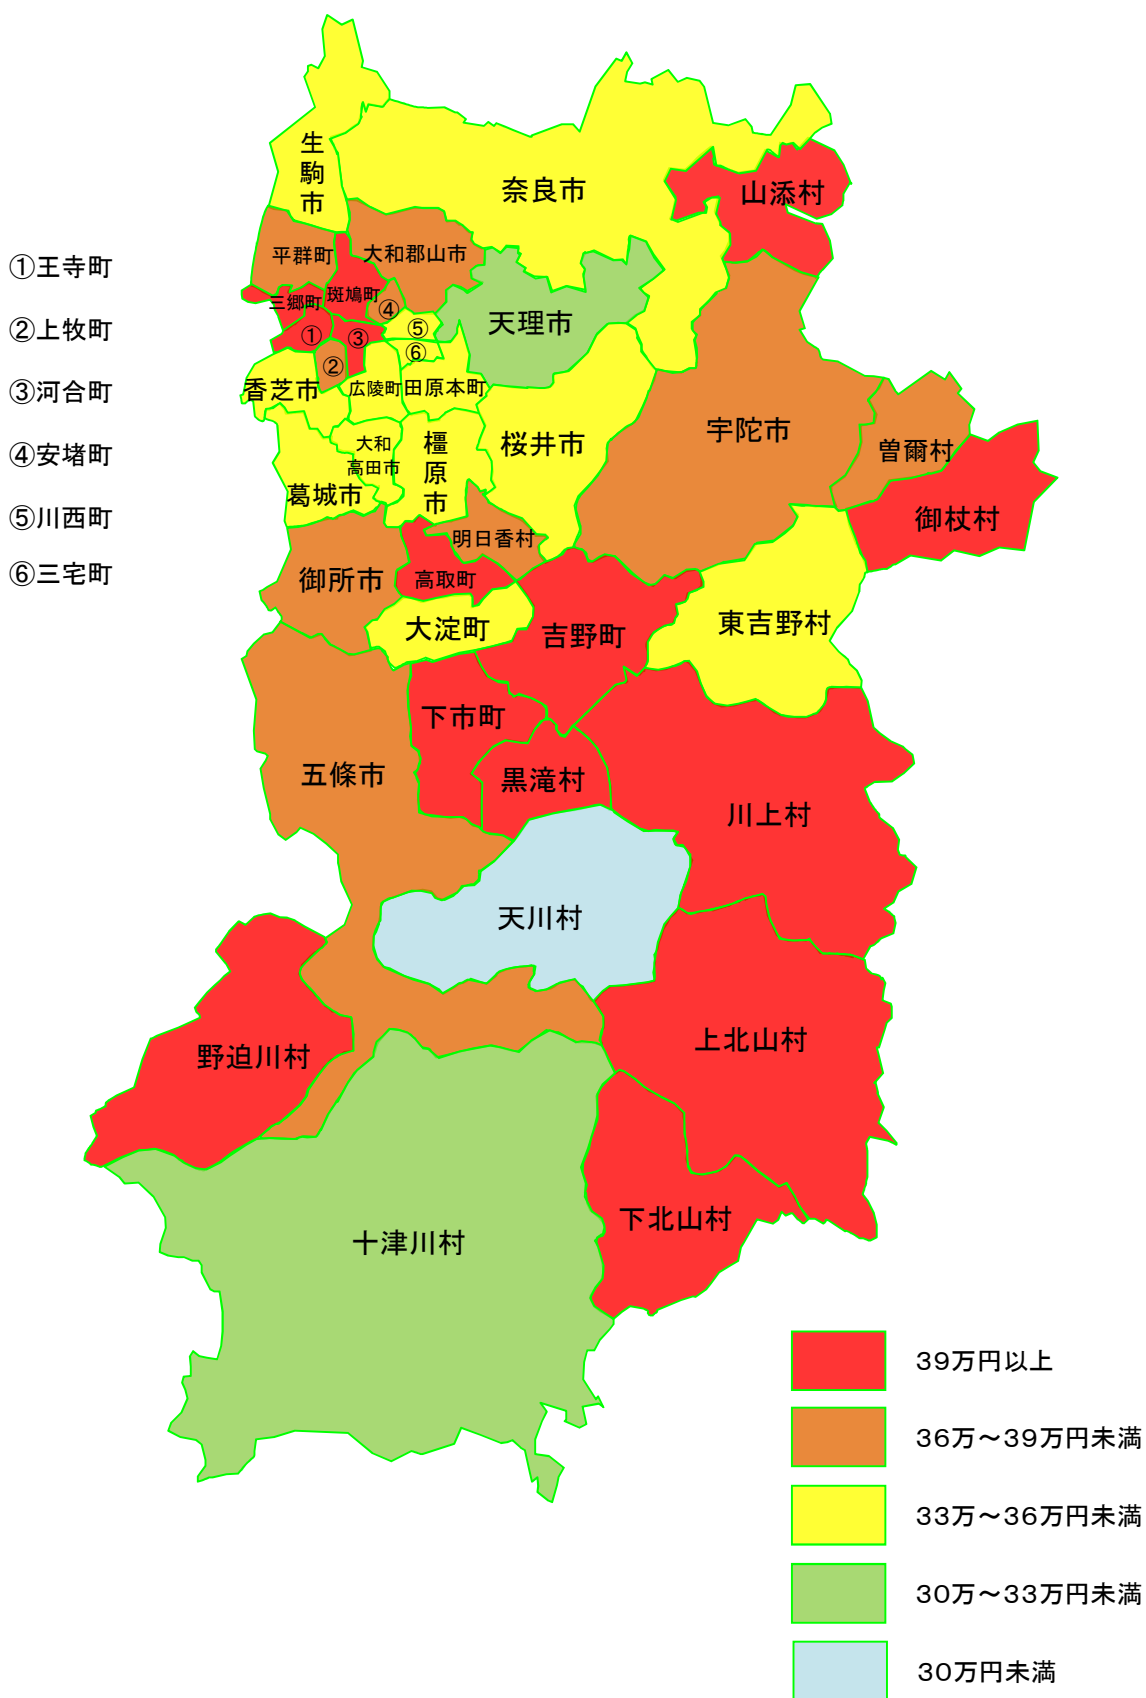 生駒市
奈良市
山添村
平群町
大和郡山市
①王寺町
三郷町
斑鳩町
④
天理市
⑤
②上牧町
①
③
⑥
②
③河合町
香芝市
広陵町
田原本町
宇陀市
桜井市
大和
高田市
橿原市
曽爾村
④安堵町
葛城市
⑤川西町
御杖村
明日香村
⑥三宅町
御所市
高取町
大淀町
吉野町
東吉野村
下市町
五條市
黒滝村
川上村
天川村
野迫川村
上北山村
下北山村
十津川村
39万円以上
36万～39万円未満
33万～36万円未満
30万～33万円未満
30万円未満